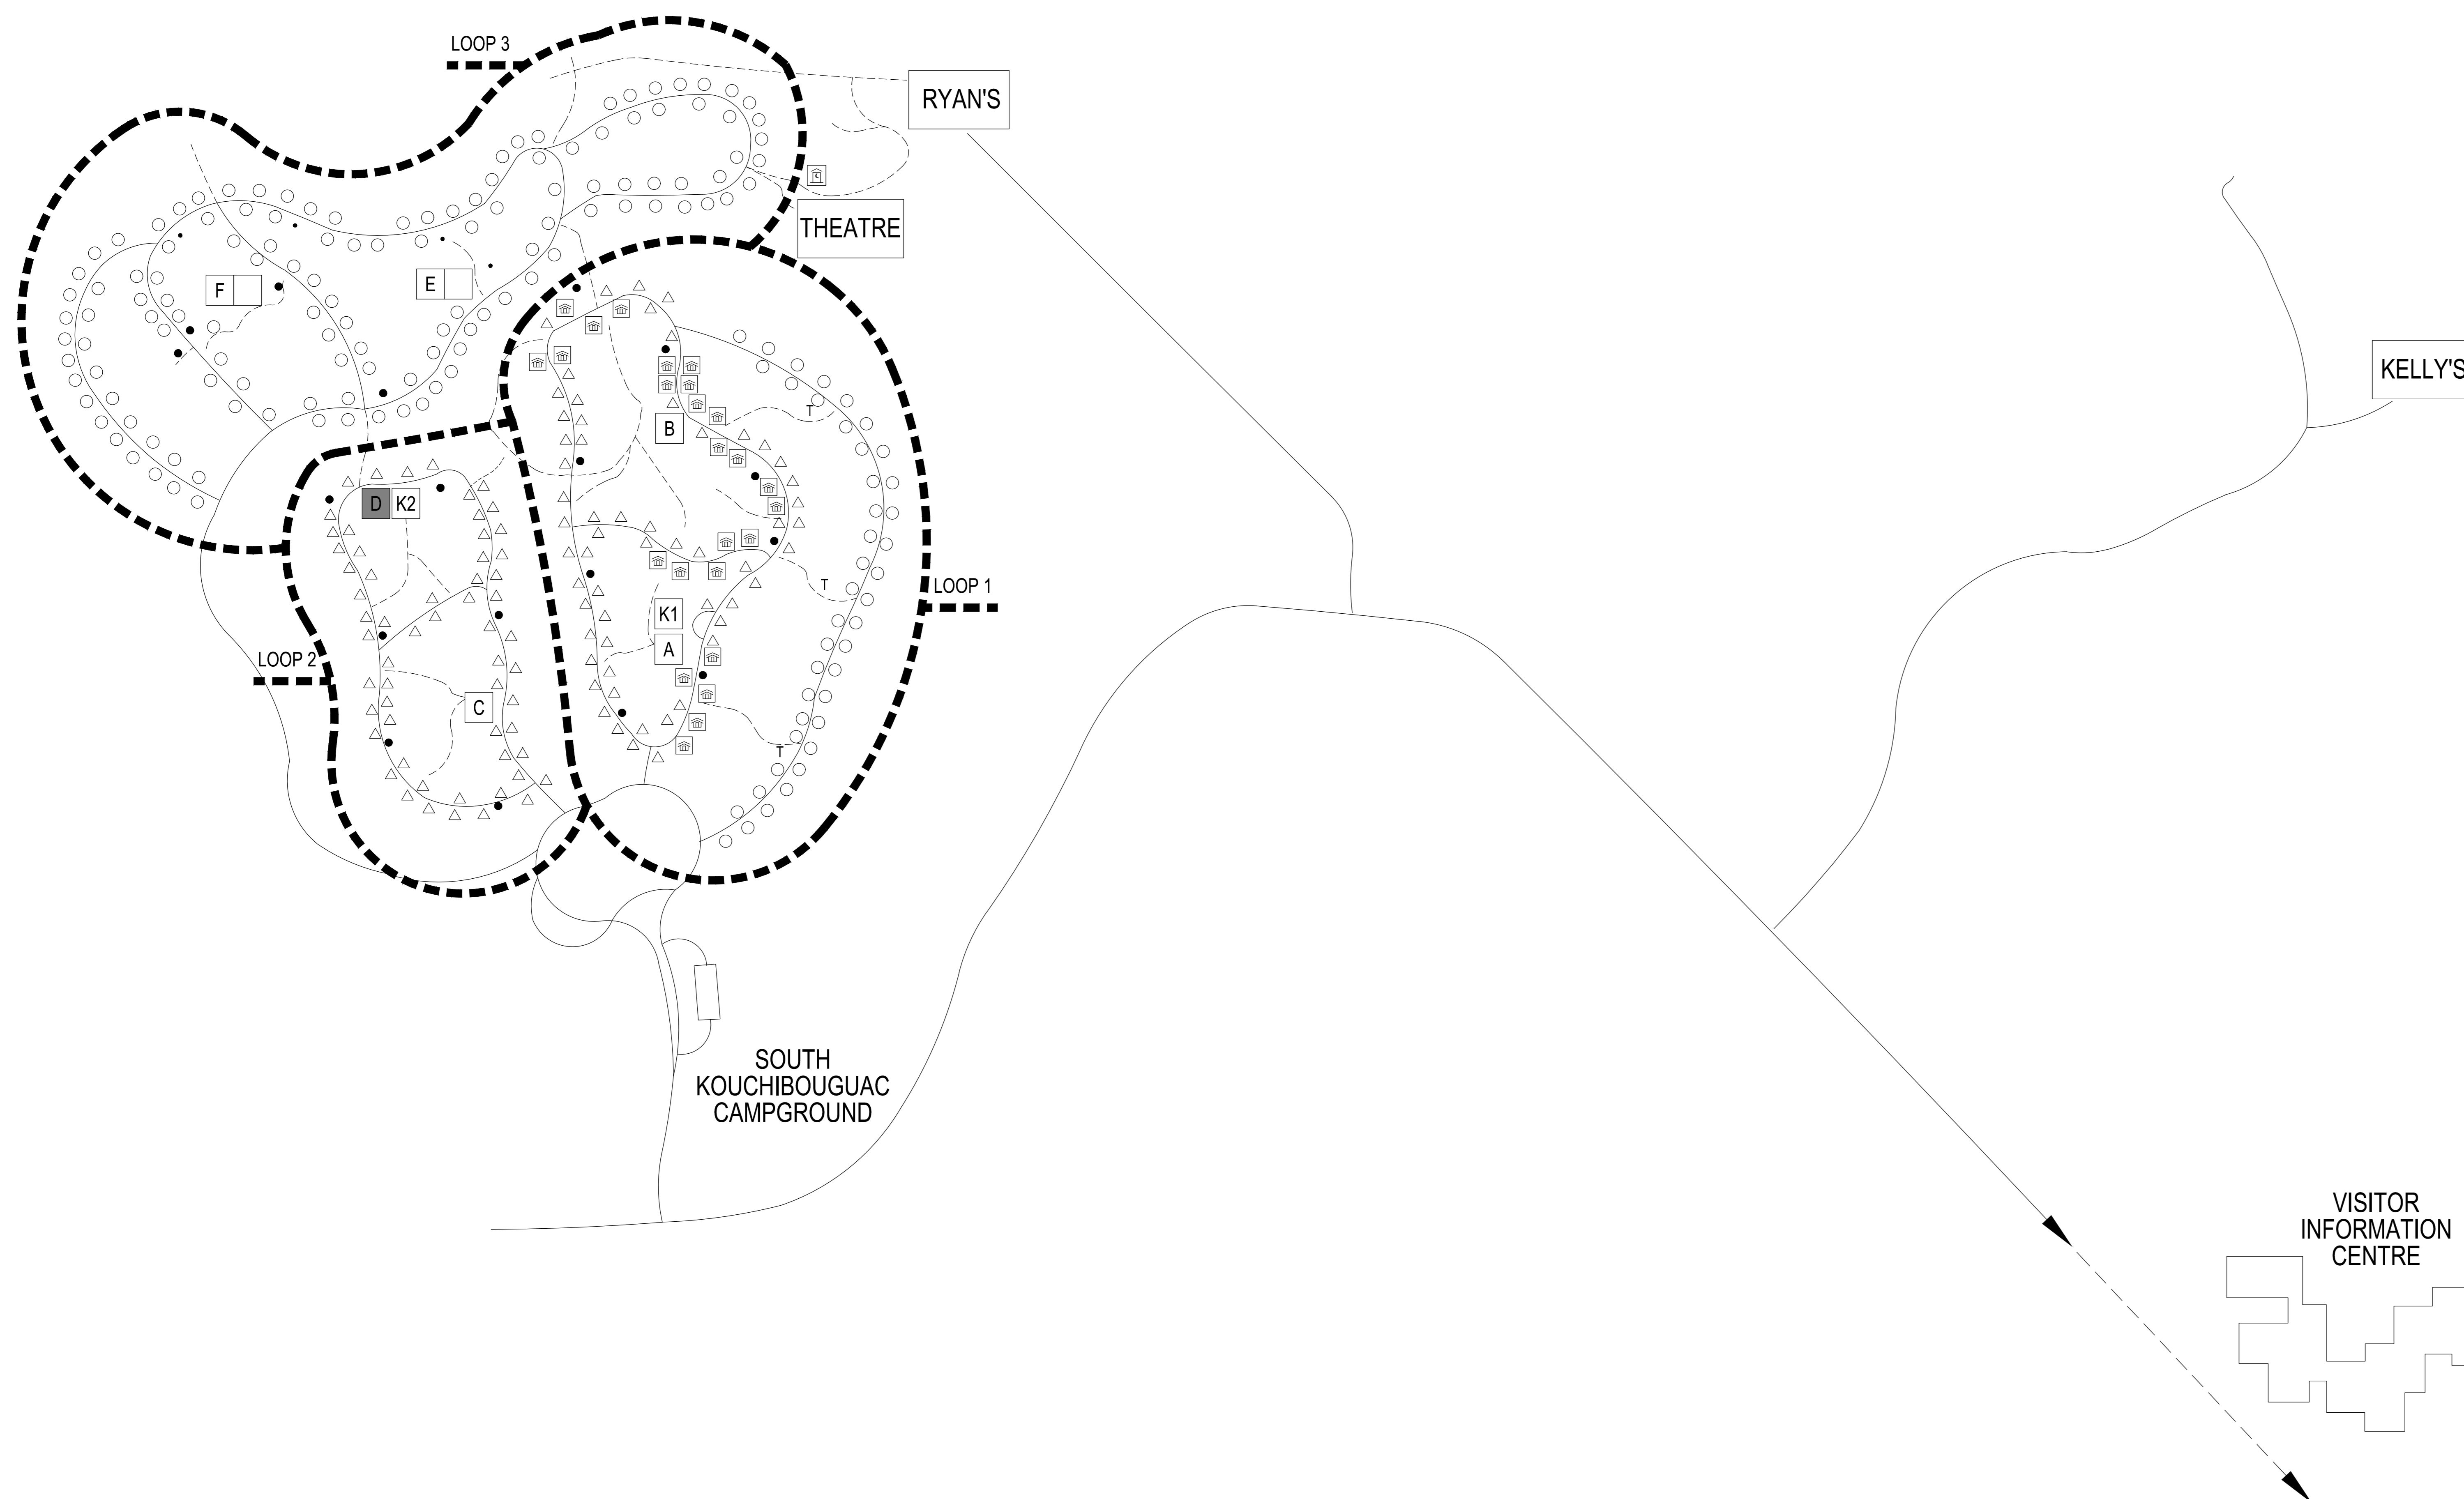 LOOP 3
RYAN'S
THEATRE
F
E
KELLY'S
T
B
D
K2
T
LOOP 1
K1
A
LOOP 2
C
T
SOUTH
KOUCHIBOUGUAC
CAMPGROUND
VISITOR
INFORMATION
CENTRE